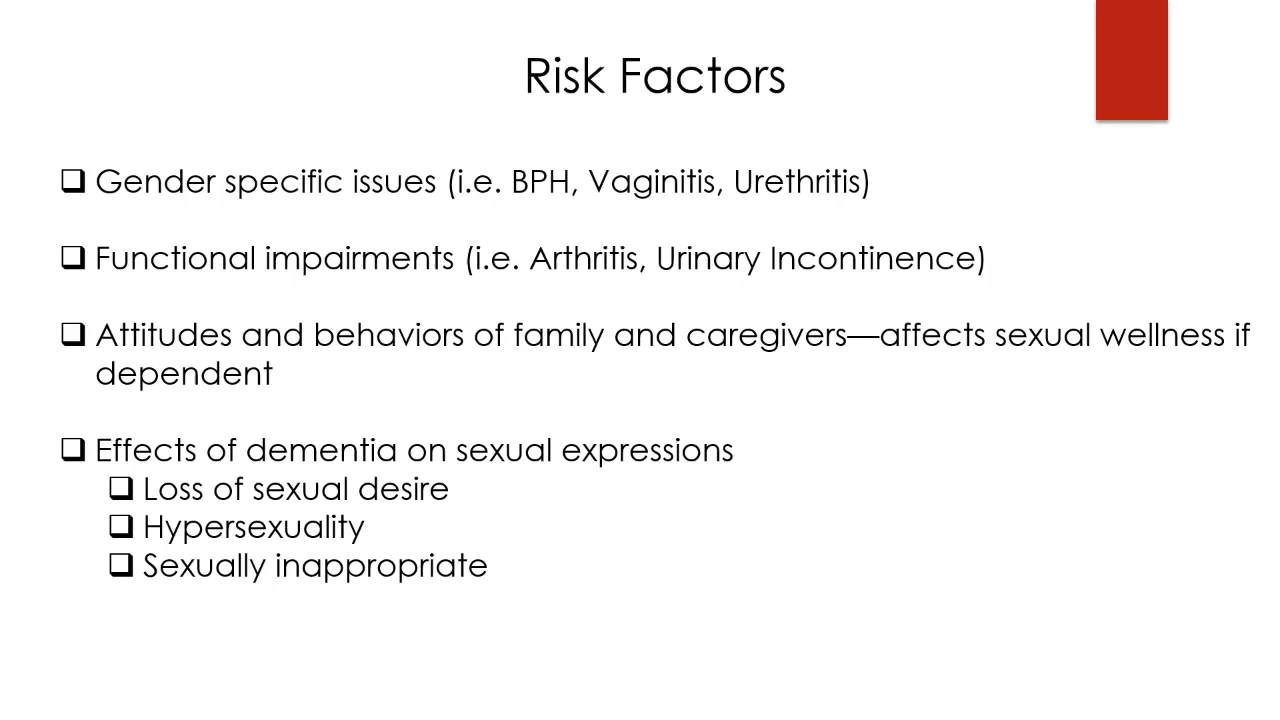 Risk Factors
❑ Gender specific issues (i.e. BPH, Vaginitis, Urethritis)
❑ Functional impairments (i.e. Arthritis, Urinary Incontinence)
❑ Attitudes and behaviors of family and caregivers—affects sexual wellness if
dependent
❑ Effects of dementia on sexual expressions
❑ Loss of sexual desire
❑ Hypersexuality
❑ Sexually inappropriate